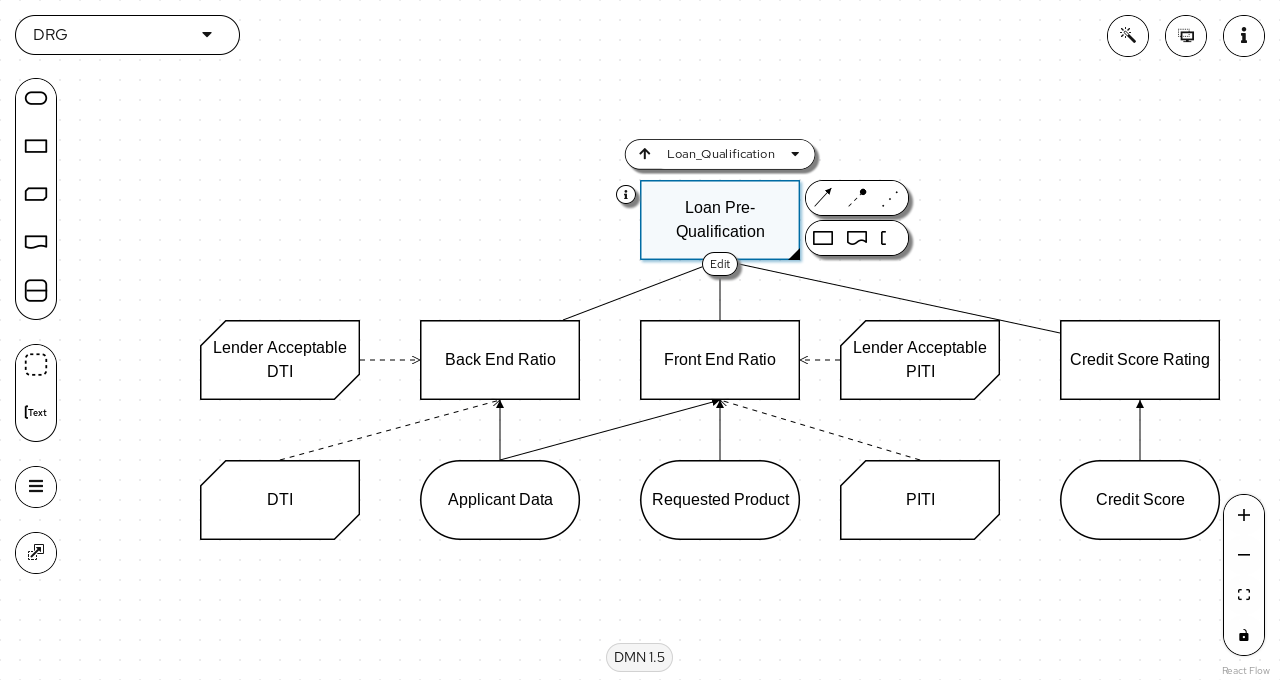 DRG
Loan_Qualification
Loan Pre-
Qualification
Edit
Lender Acceptable
DTI
Back End Ratio
Front End Ratio
Lender Acceptable
PITI
Credit Score Rating
Text
DTI
Applicant Data
Requested Product
PITI
Credit Score
DMN 1.5
React Flow